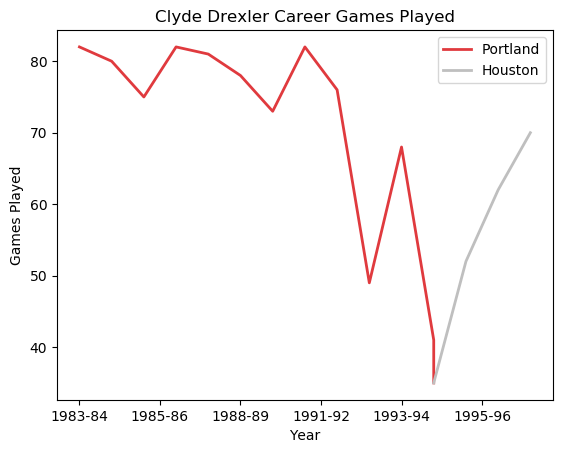 Clyde Drexler Career Games Played
Portland
Houston
80
70
60
50
40
Games Played
1983-84 1985-86 1988-89 1991-92 1993-94 1995-96
Year